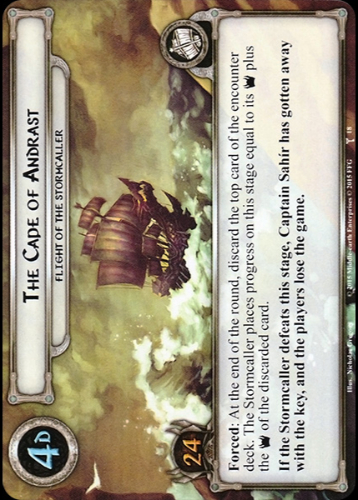 4D
The Cape of Andrast
Flight of the Stormcaller
24
Forced: At the end of the round, discard the top card of the encounter
deck. The Stormcaller places progress on this stage equal to its plus
the of the discarded card.
If the Stormcaller defeats this stage, Captain Sahír has gotten away
with the key, and the players lose the game.
Illus. Nicholas Gregory © 2015 Middle-earth Enterprises © 2015 FFG 18